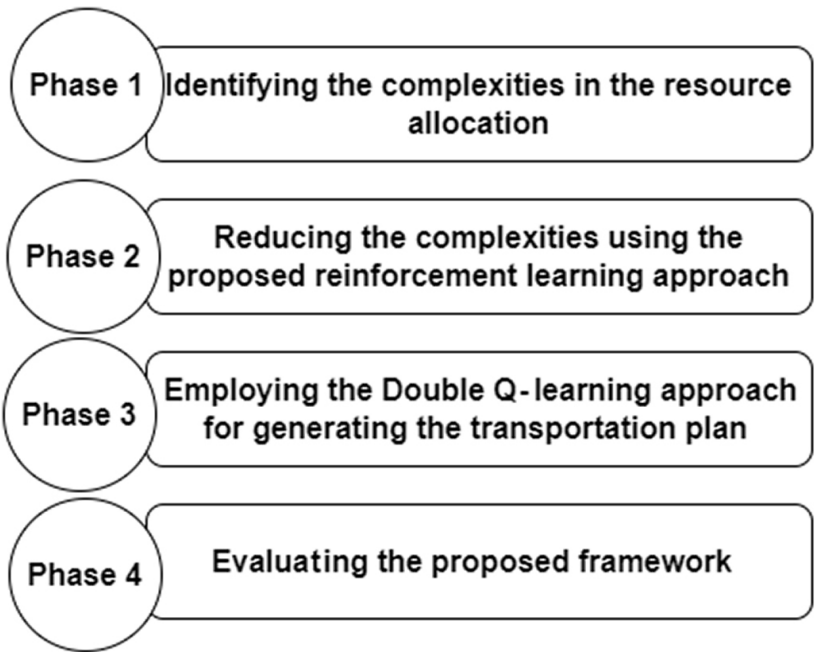 Phase 1
Identifying the complexities in the resource
allocation
Phase 2
Reducing the complexities using the
proposed reinforcement learning approach
Phase 3
Employing the Double Q-learning approach
for generating the transportation plan
Phase 4
Evaluating the proposed framework